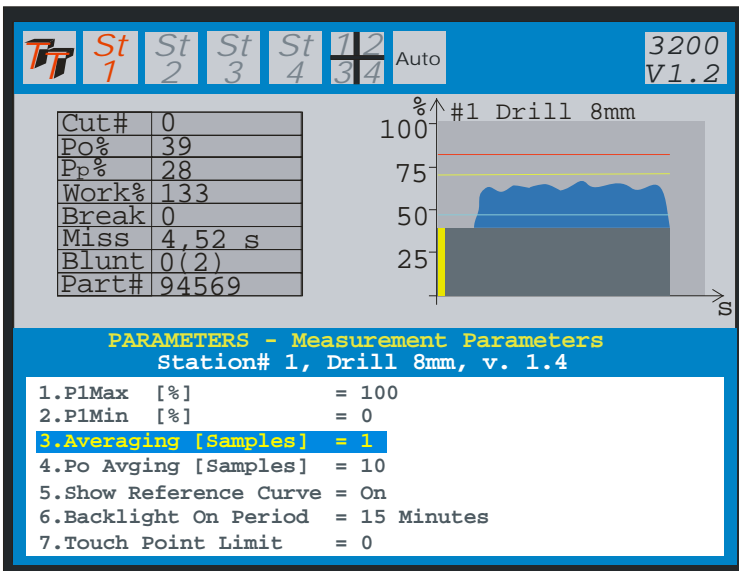 TT St 1 St 2 St 3 St 4 1 2 3 4 Auto 3200 V1.2
Cut# 0
Po% 39
Pp% 28
Work% 133
Break 0
Miss 4,52 s
Blunt 0(2)
Part# 94569
% #1 Drill 8mm
100
75
50
25
s
PARAMETERS - Measurement Parameters
Station# 1, Drill 8mm, v. 1.4
1.P1Max [%] = 100
2.P1Min [%] = 0
3.Averaging [Samples] = 1
4.Po Avging [Samples] = 10
5.Show Reference Curve = On
6.Backlight On Period = 15 Minutes
7.Touch Point Limit = 0